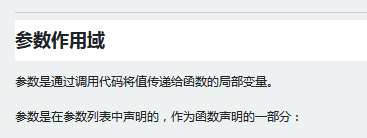 参数作用域
参数是通过调用代码将值传递给函数的局部变量。
参数是在参数列表中声明的，作为函数声明的一部分：